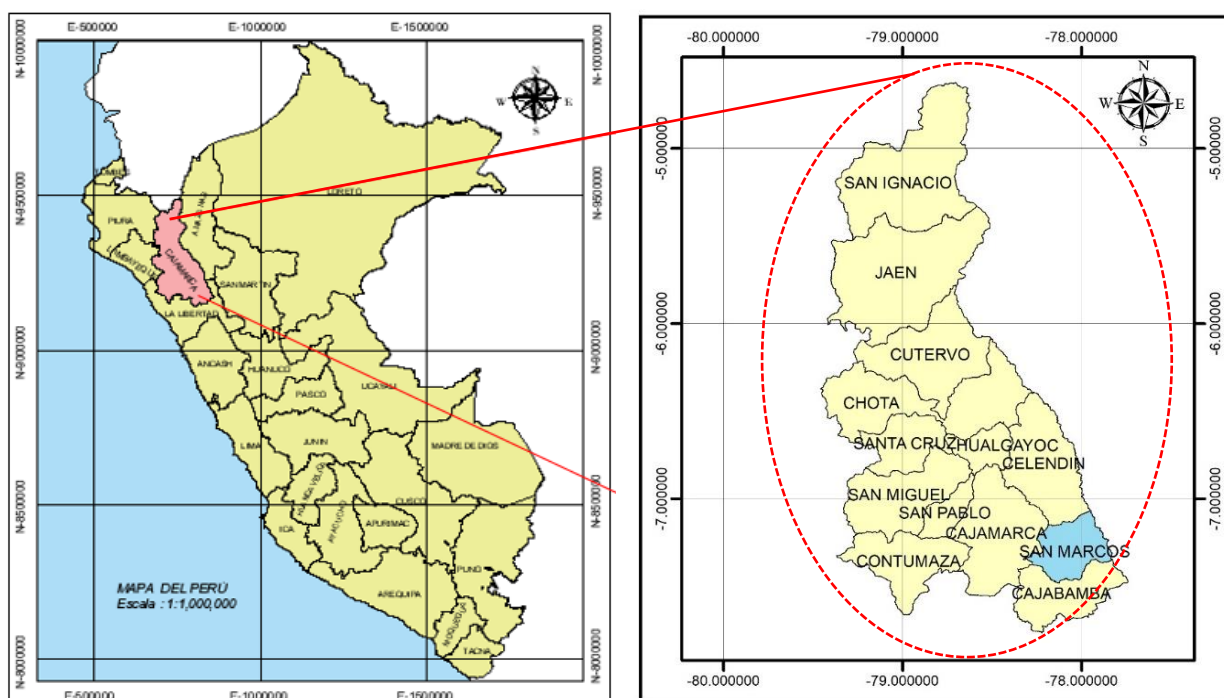 E-500000 E-1000000 E-1500000
N-10000000 N-10000000
N
W E
S
TUMBES
LORETO
N-9500000 N-9500000
AMAZONAS
PIURA
LAMBAYEQUE
CAJAMARCA
SAN MARTIN
LA LIBERTAD
N-9000000 N-9000000
ANCASH
HUANUCO
UCAYALI
PASCO
LIMA
JUNIN
MADRE DE DIOS
HUANCAVELICA
CUSCO
N-8500000 N-8500000
ICA
AYACUCHO
APURIMAC
PUNO
MAPA DEL PERÚ
Escala : 1:1,000,000
AREQUIPA
MOQUEGUA
TACNA
N-8000000 N-8000000
E-500000 E-1000000 E-1500000
-80.000000 -79.000000 -78.000000
N
W E
S
-5.000000 -5.000000
SAN IGNACIO
JAEN
-6.000000 -6.000000
CUTERVO
CHOTA
SANTA CRUZ HUALGAYOC
CELENDIN
-7.000000 -7.000000
SAN MIGUEL
SAN PABLO
CAJAMARCA
SAN MARCOS
CONTUMAZA
CAJABAMBA
-80.000000 -79.000000 -78.000000